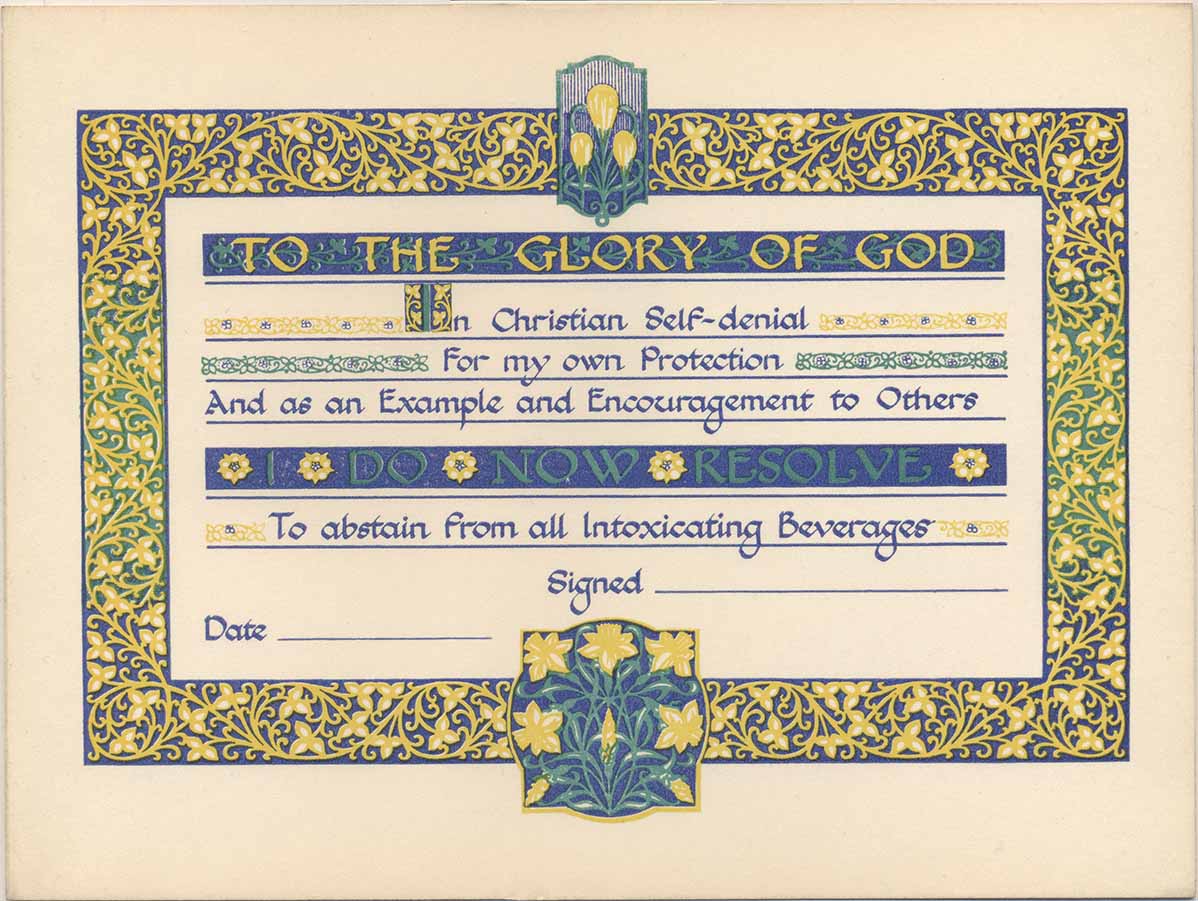 TO THE GLORY OF GOD
In Christian Self-denial
For my own Protection
And as an Example and Encouragement to Others
I DO NOW RESOLVE
To abstain from all Intoxicating Beverages
Signed
Date